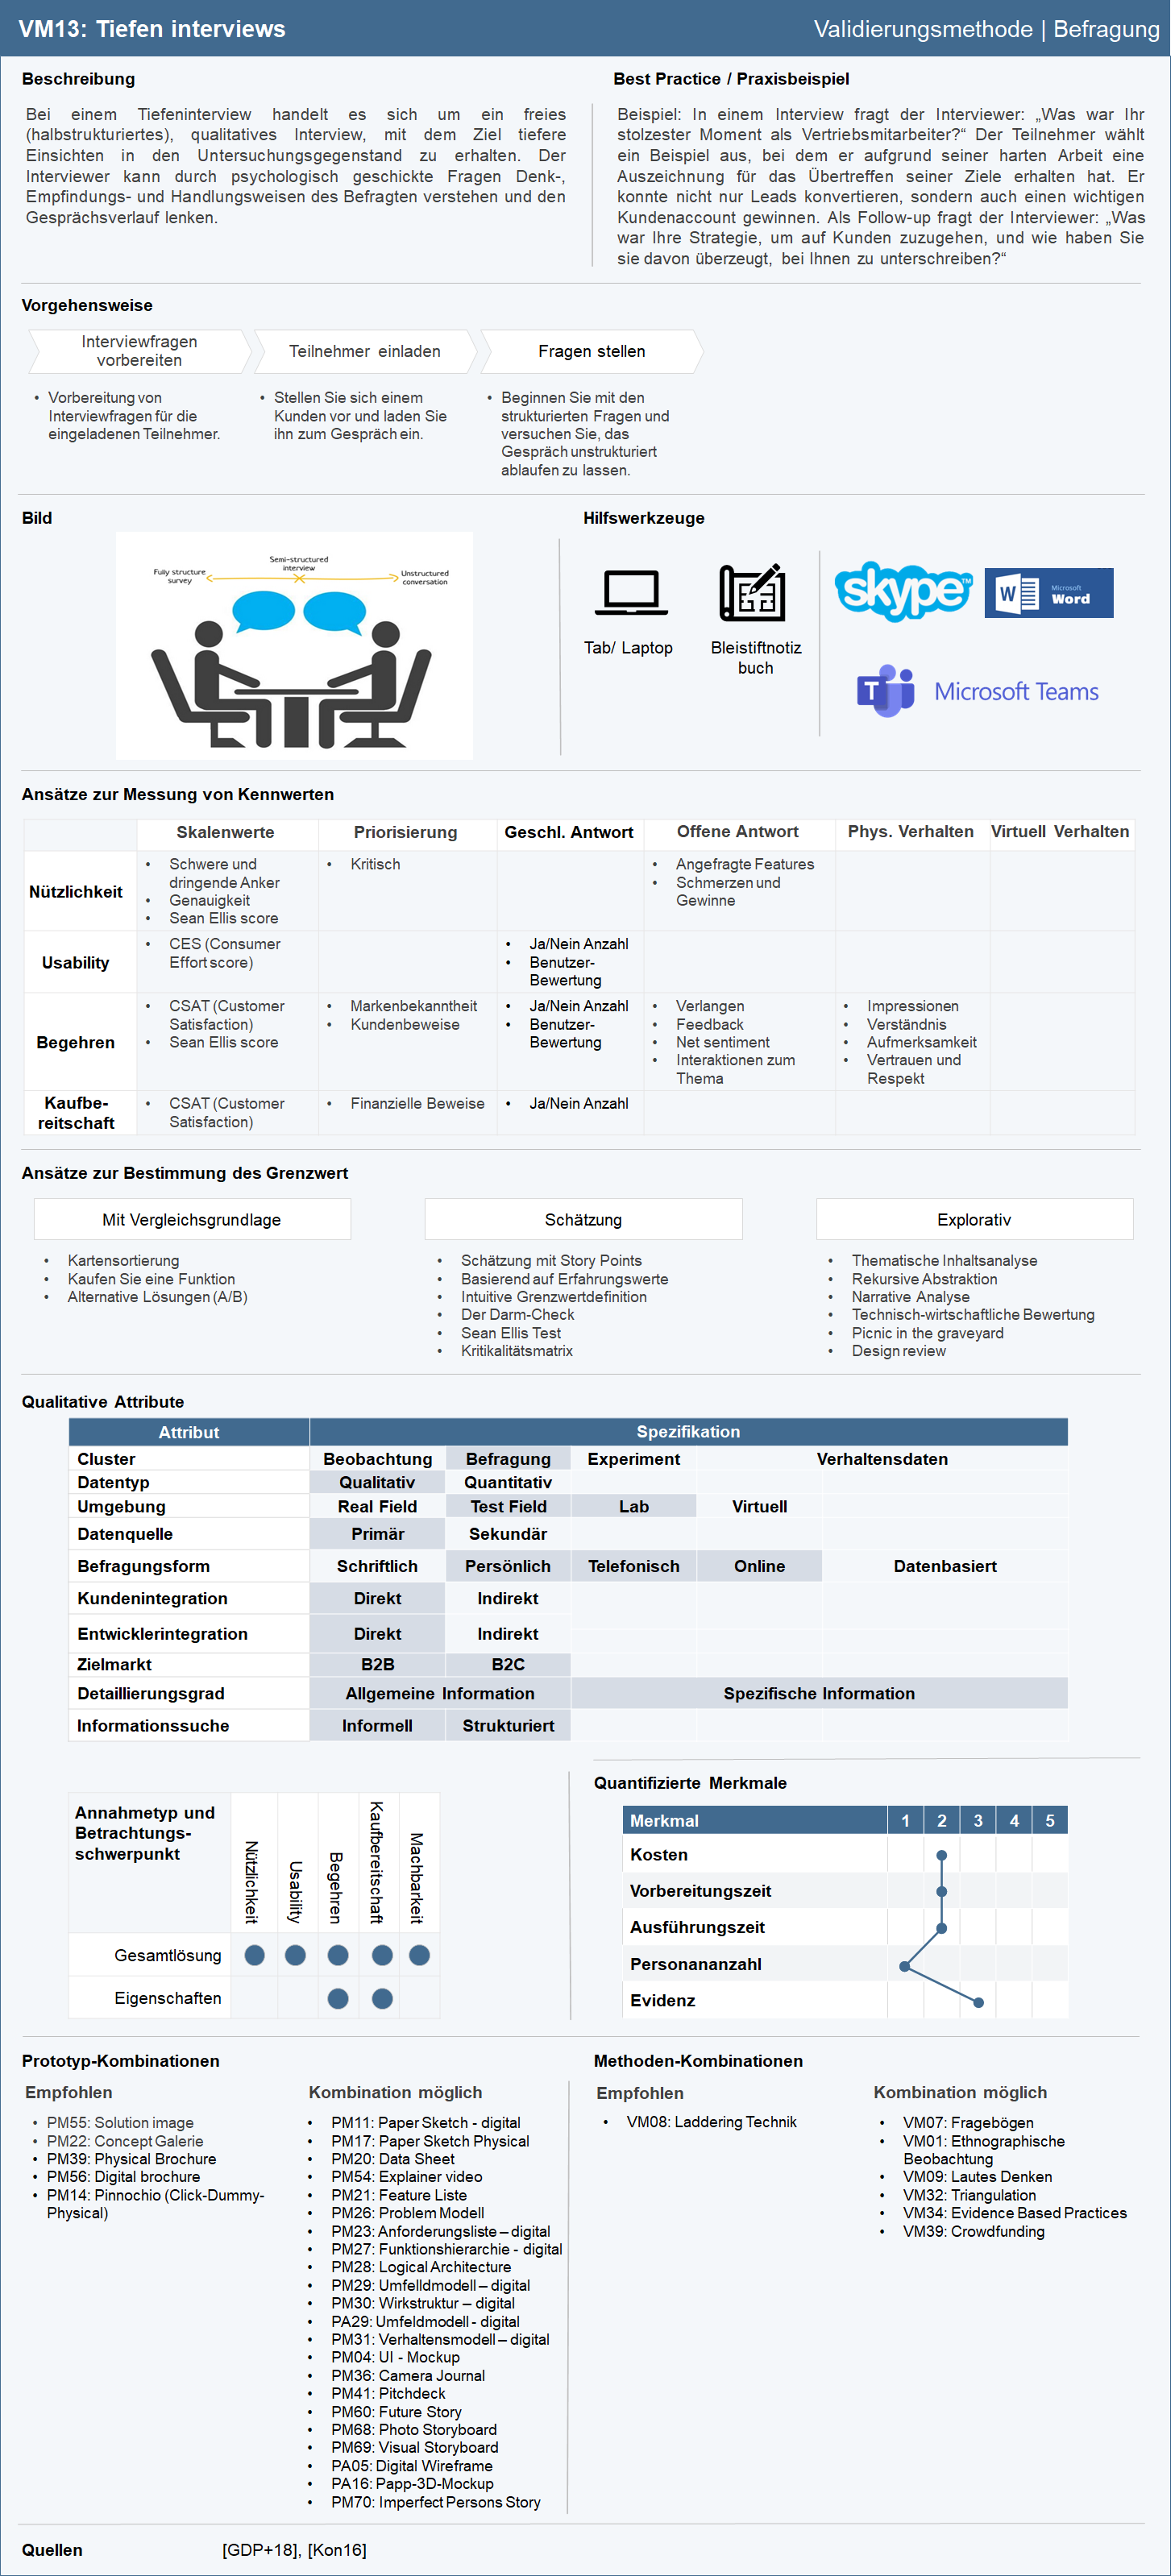 VM13: Tiefen interviews
Validierungsmethode | Befragung
Beschreibung
Bei einem Tiefeninterview handelt es sich um ein freies
(halbstrukturiertes), qualitatives Interview, mit dem Ziel tiefere
Einsichten in den Untersuchungsgegenstand zu erhalten. Der
Interviewer kann durch psychologisch geschickte Fragen Denk-,
Empfindungs- und Handlungsweisen des Befragten verstehen und den
Gesprächsverlauf lenken.
Best Practice / Praxisbeispiel
Beispiel: In einem Interview fragt der Interviewer: „Was war Ihr
stolzester Moment als Vertriebsmitarbeiter?“ Der Teilnehmer wählt
ein Beispiel aus, bei dem er aufgrund seiner harten Arbeit eine
Auszeichnung für das Übertreffen seiner Ziele erhalten hat. Er
konnte nicht nur Leads konvertieren, sondern auch einen wichtigen
Kundenaccount gewinnen. Als Follow-up fragt der Interviewer: „Was
war Ihre Strategie, um auf Kunden zuzugehen, und wie haben Sie
sie davon überzeugt, bei Ihnen zu unterschreiben?“
Vorgehensweise
Interviewfragen
vorbereiten
Teilnehmer einladen
Fragen stellen
• Vorbereitung von
Interviewfragen für die
eingeladenen Teilnehmer.
• Stellen Sie sich einem
Kunden vor und laden Sie
ihn zum Gespräch ein.
• Beginnen Sie mit den
strukturierten Fragen und
versuchen Sie, das
Gespräch unstrukturiert
ablaufen zu lassen.
Bild
Fully structure
survey
Semi-structured
interview
Unstructured
conversation
Hilfswerkzeuge
Tab/ Laptop
Bleistiftnotiz
buch
skype™
W
Microsoft
Word
T
Microsoft Teams
Ansätze zur Messung von Kennwerten
Skalenwerte Priorisierung Geschl. Antwort Offene Antwort Phys. Verhalten Virtuell Verhalten
Nützlichkeit
• Schwere und
dringende Anker
• Genauigkeit
• Sean Ellis score
• Kritisch
• Angefragte Features
• Schmerzen und
Gewinne
Usability
• CES (Consumer
Effort score)
• Ja/Nein Anzahl
• Benutzer-
Bewertung
Begehren
• CSAT (Customer
Satisfaction)
• Sean Ellis score
• Markenbekanntheit
• Kundenbeweise
• Ja/Nein Anzahl
• Benutzer-
Bewertung
• Verlangen
• Feedback
• Net sentiment
• Interaktionen zum
Thema
• Impressionen
• Verständnis
• Aufmerksamkeit
• Vertrauen und
Respekt
Kaufbe-
reitschaft
• CSAT (Customer
Satisfaction)
• Finanzielle Beweise
• Ja/Nein Anzahl
Ansätze zur Bestimmung des Grenzwert
Mit Vergleichsgrundlage
• Kartensortierung
• Kaufen Sie eine Funktion
• Alternative Lösungen (A/B)
Schätzung
• Schätzung mit Story Points
• Basierend auf Erfahrungswerte
• Intuitive Grenzwertdefinition
• Der Darm-Check
• Sean Ellis Test
• Kritikalitätsmatrix
Explorativ
• Thematische Inhaltsanalyse
• Rekursive Abstraktion
• Narrative Analyse
• Technisch-wirtschaftliche Bewertung
• Picnic in the graveyard
• Design review
Qualitative Attribute
Attribut Spezifikation
Cluster Beobachtung Befragung Experiment Verhaltensdaten
Datentyp Qualitativ Quantitativ
Umgebung Real Field Test Field Lab Virtuell
Datenquelle Primär Sekundär
Befragungsform Schriftlich Persönlich Telefonisch Online Datenbasiert
Kundenintegration Direkt Indirekt
Entwicklerintegration Direkt Indirekt
Zielmarkt B2B B2C
Detaillierungsgrad Allgemeine Information Spezifische Information
Informationssuche Informell Strukturiert
Annahmetyp und
Betrachtungs-
schwerpunkt
Nützlichkeit
Usability
Begehren
Kaufbereitschaft
Machbarkeit
Gesamtlösung
Eigenschaften
Quantifizierte Merkmale
Merkmal 1 2 3 4 5
Kosten
Vorbereitungszeit
Ausführungszeit
Personananzahl
Evidenz
Prototyp-Kombinationen
Empfohlen
• PM55: Solution image
• PM22: Concept Galerie
• PM39: Physical Brochure
• PM56: Digital brochure
• PM14: Pinnochio (Click-Dummy-
Physical)
Kombination möglich
• PM11: Paper Sketch - digital
• PM17: Paper Sketch Physical
• PM20: Data Sheet
• PM54: Explainer video
• PM21: Feature Liste
• PM26: Problem Modell
• PM23: Anforderungsliste – digital
• PM27: Funktionshierarchie - digital
• PM28: Logical Architecture
• PM29: Umfelldmodell – digital
• PM30: Wirkstruktur – digital
• PA29: Umfeldmodell - digital
• PM31: Verhaltensmodell – digital
• PM04: UI - Mockup
• PM36: Camera Journal
• PM41: Pitchdeck
• PM60: Future Story
• PM68: Photo Storyboard
• PM69: Visual Storyboard
• PA05: Digital Wireframe
• PA16: Papp-3D-Mockup
• PM70: Imperfect Persons Story
Methoden-Kombinationen
Empfohlen
• VM08: Laddering Technik
Kombination möglich
• VM07: Fragebögen
• VM01: Ethnographische
Beobachtung
• VM09: Lautes Denken
• VM32: Triangulation
• VM34: Evidence Based Practices
• VM39: Crowdfunding
Quellen [GDP+18], [Kon16]